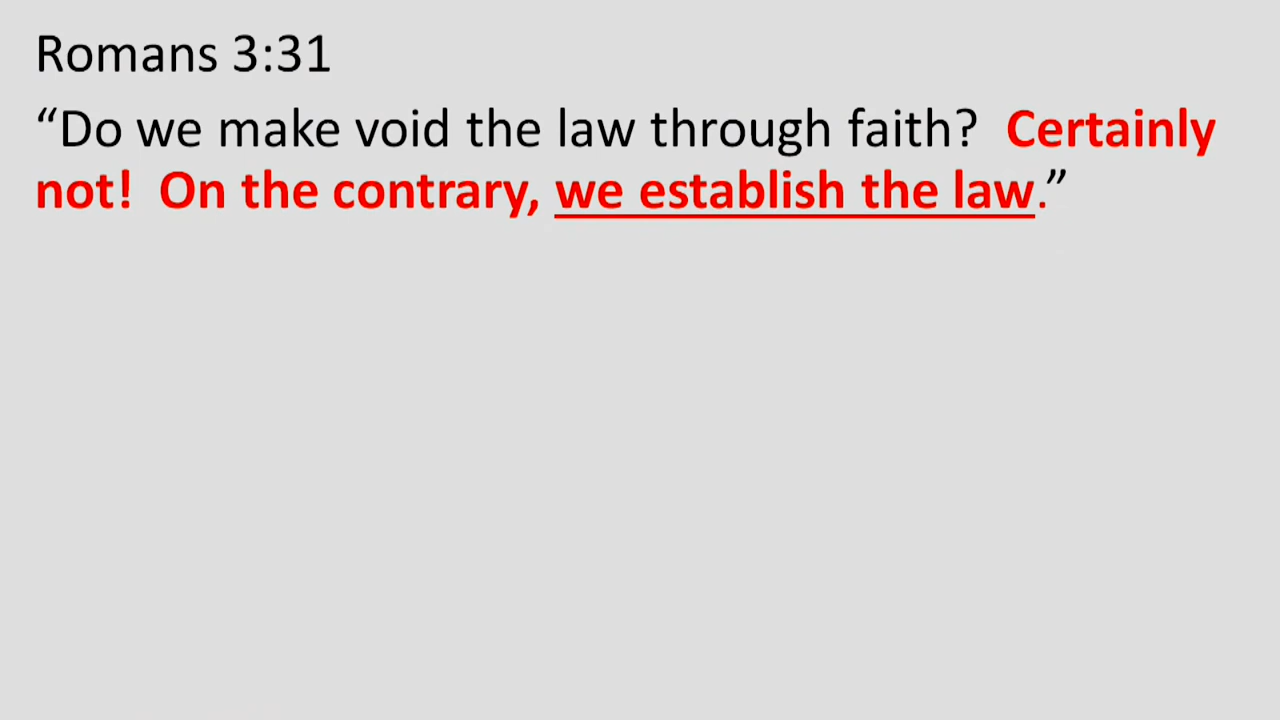 Romans 3:31
“Do we make void the law through faith?  Certainly
not!  On the contrary, we establish the law.”